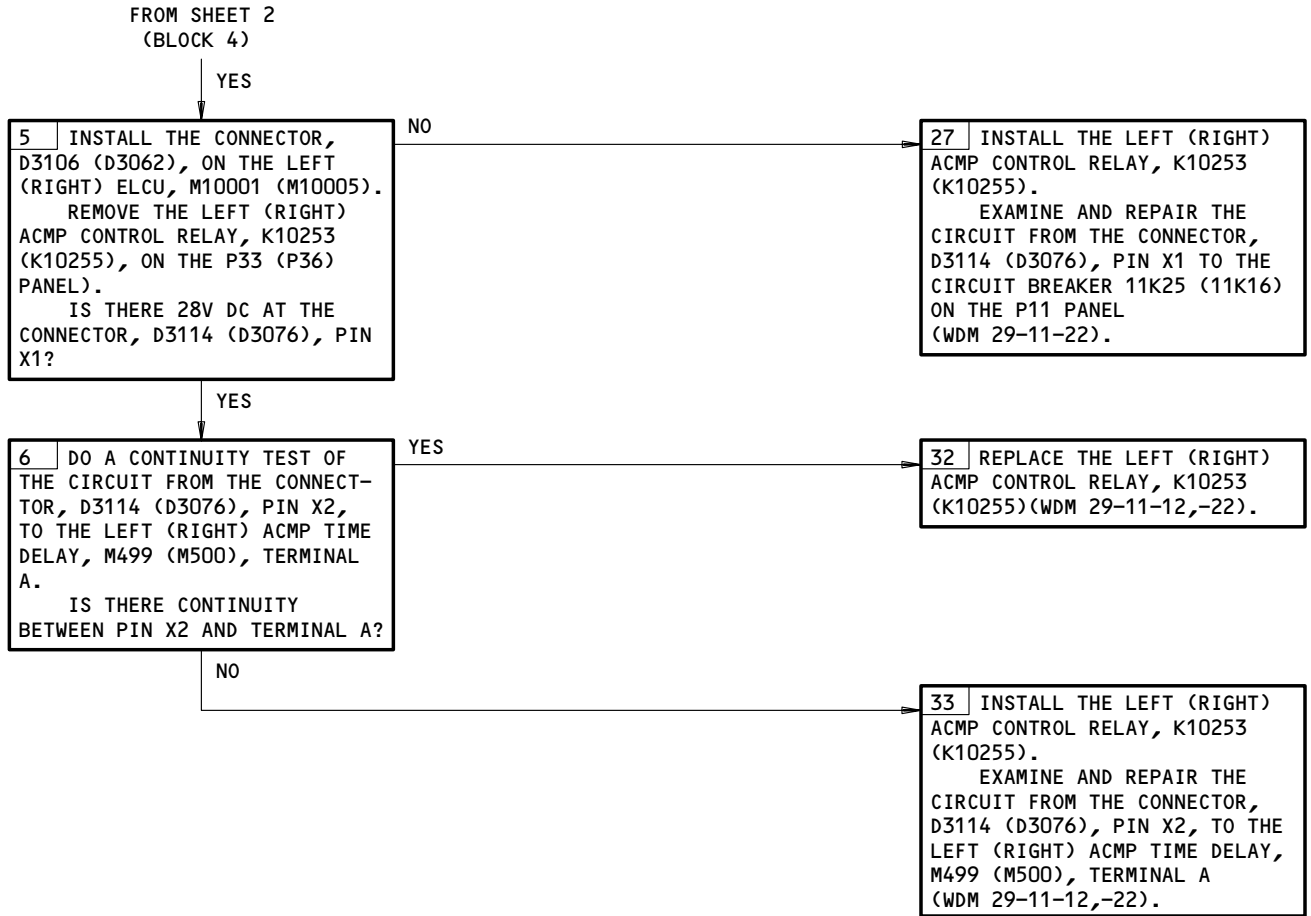 FROM SHEET 2
(BLOCK 4)
YES
5 INSTALL THE CONNECTOR,
D3106 (D3062), ON THE LEFT
(RIGHT) ELCU, M10001 (M10005).
REMOVE THE LEFT (RIGHT)
ACMP CONTROL RELAY, K10253
(K10255), ON THE P33 (P36)
PANEL).
IS THERE 28V DC AT THE
CONNECTOR, D3114 (D3076), PIN
X1?
NO
27 INSTALL THE LEFT (RIGHT)
ACMP CONTROL RELAY, K10253
(K10255).
EXAMINE AND REPAIR THE
CIRCUIT FROM THE CONNECTOR,
D3114 (D3076), PIN X1 TO THE
CIRCUIT BREAKER 11K25 (11K16)
ON THE P11 PANEL
(WDM 29-11-22).
YES
6 DO A CONTINUITY TEST OF
THE CIRCUIT FROM THE CONNECT-
TOR, D3114 (D3076), PIN X2,
TO THE LEFT (RIGHT) ACMP TIME
DELAY, M499 (M500), TERMINAL
A.
IS THERE CONTINUITY
BETWEEN PIN X2 AND TERMINAL A?
YES
32 REPLACE THE LEFT (RIGHT)
ACMP CONTROL RELAY, K10253
(K10255)(WDM 29-11-12,-22).
NO
33 INSTALL THE LEFT (RIGHT)
ACMP CONTROL RELAY, K10253
(K10255).
EXAMINE AND REPAIR THE
CIRCUIT FROM THE CONNECTOR,
D3114 (D3076), PIN X2, TO THE
LEFT (RIGHT) ACMP TIME DELAY,
M499 (M500), TERMINAL A
(WDM 29-11-12,-22).